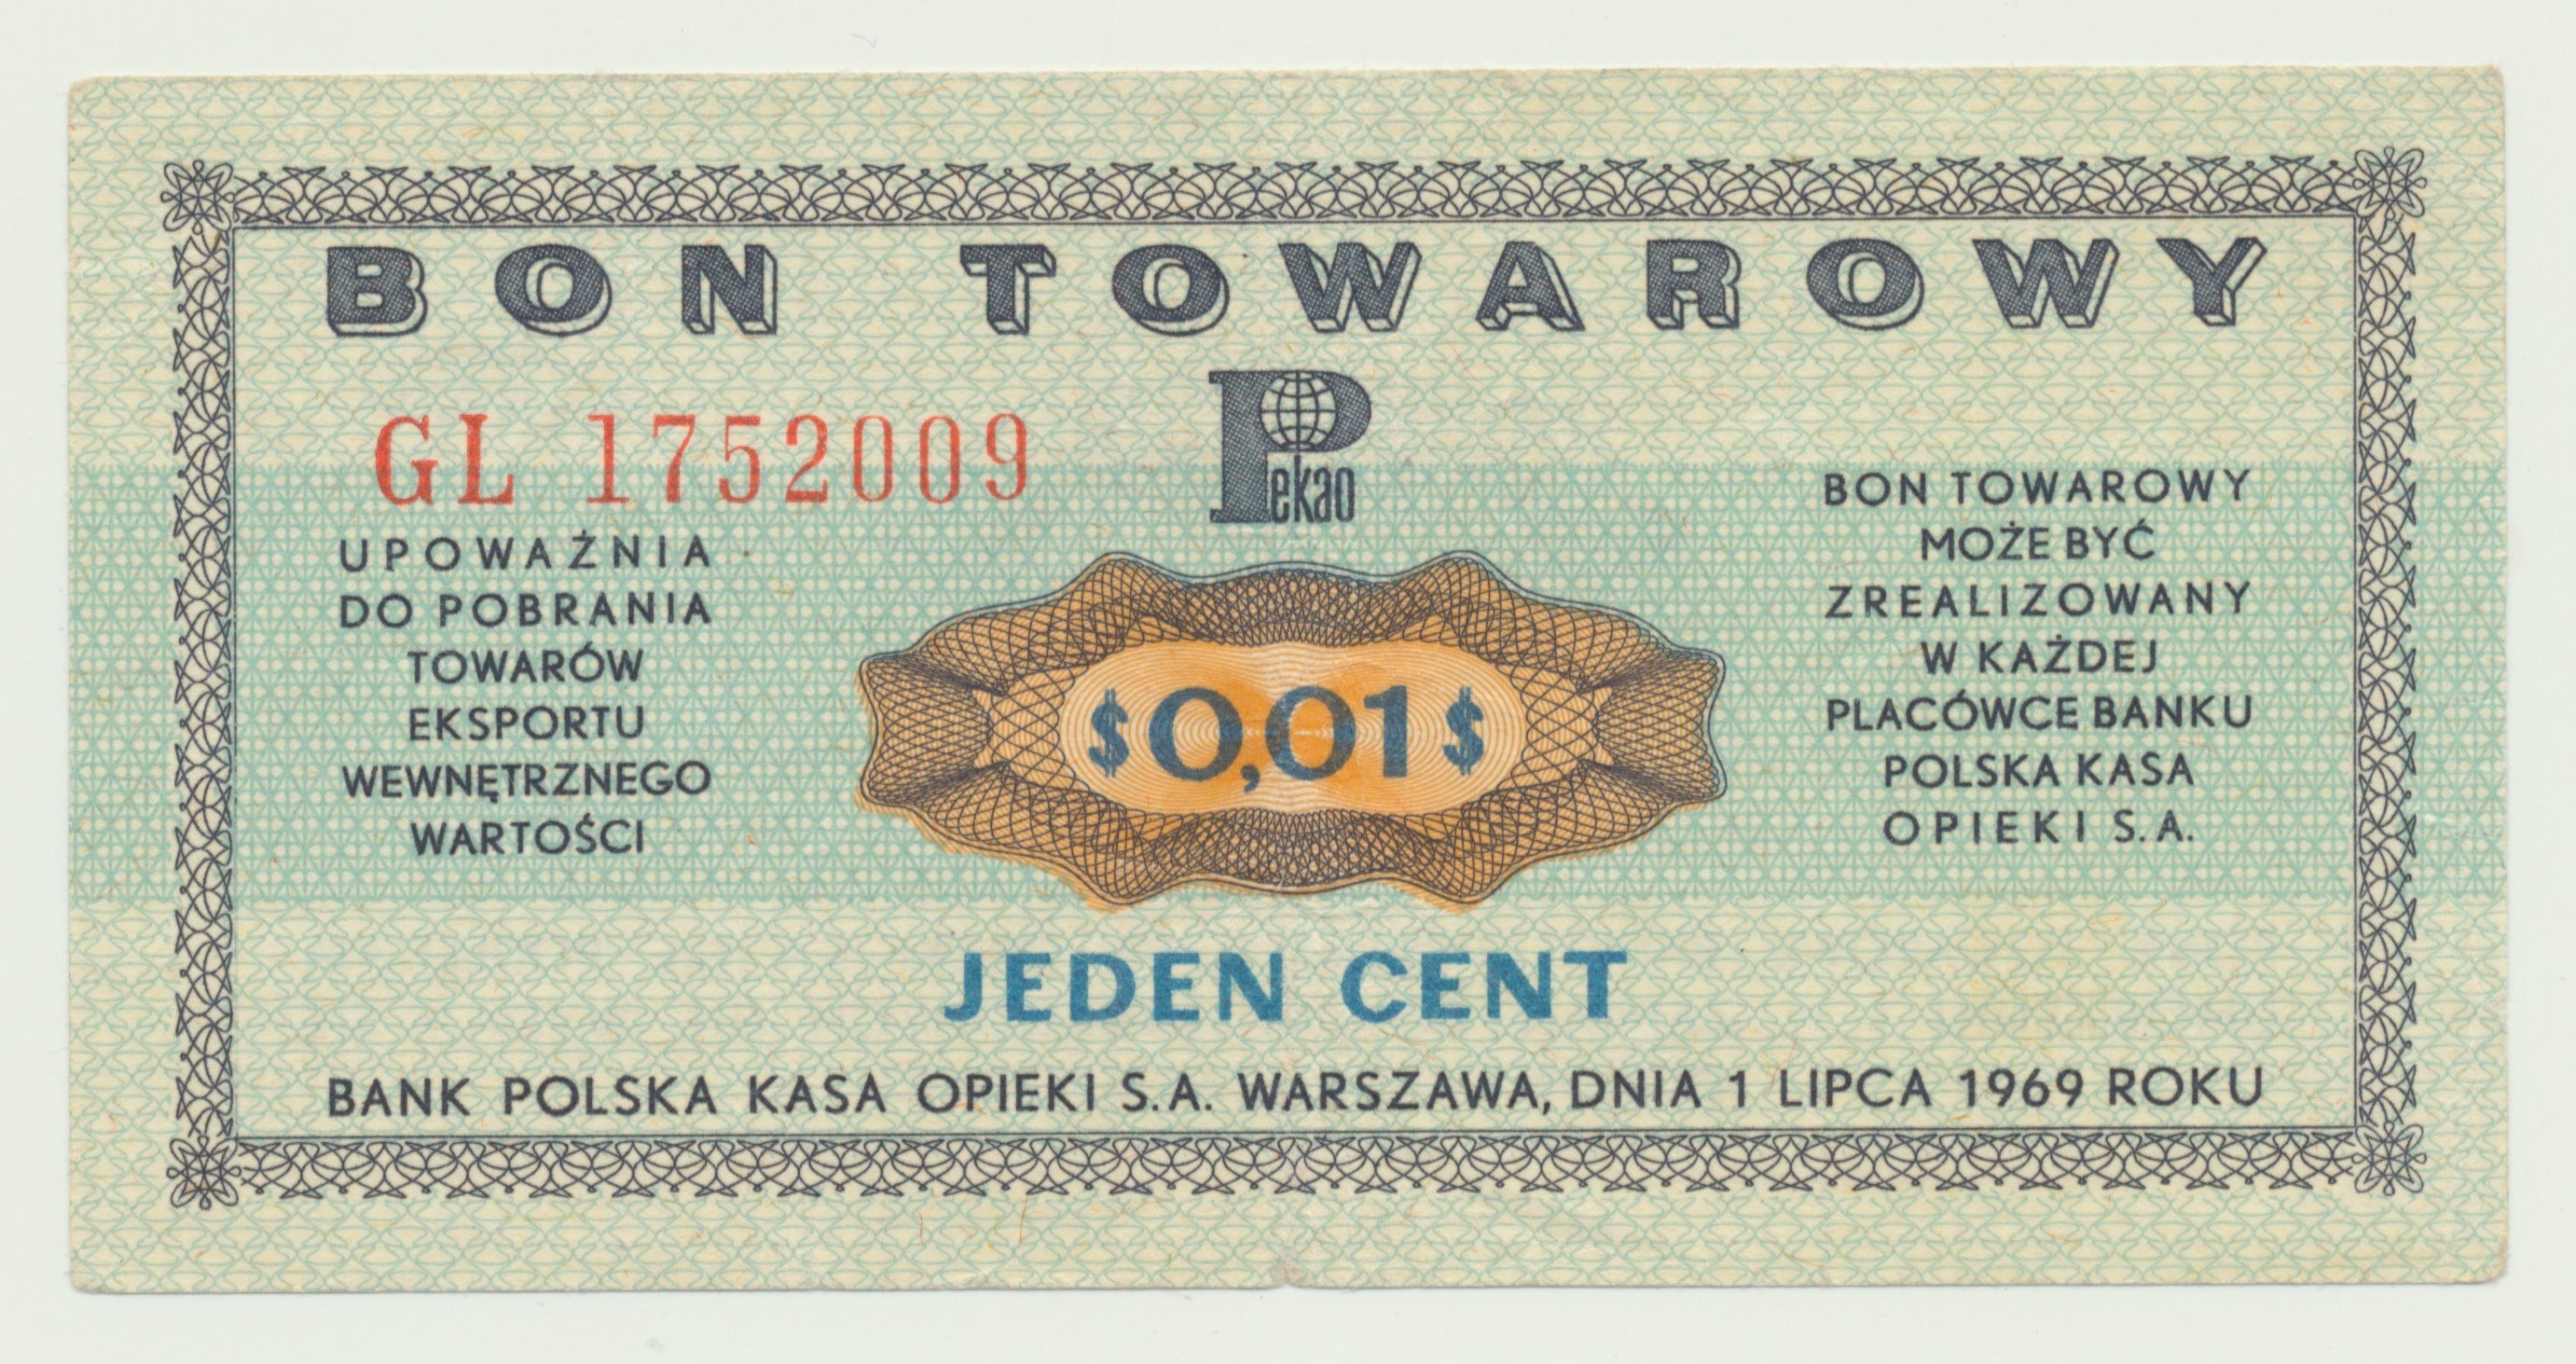 BON TOWAROWY
GL 1752009
Pekao
UPOWAŻNIA
DO POBRANIA
TOWARÓW
EKSPORTU
WEWNĘTRZNEGO
WARTOŚCI
$0,01$
BON TOWAROWY
MOŻE BYĆ
ZREALIZOWANY
W KAŻDEJ
PLACÓWCE BANKU
POLSKA KASA
OPIEKI S.A.
JEDEN CENT
BANK POLSKA KASA OPIEKI S.A. WARSZAWA, DNIA 1 LIPCA 1969 ROKU